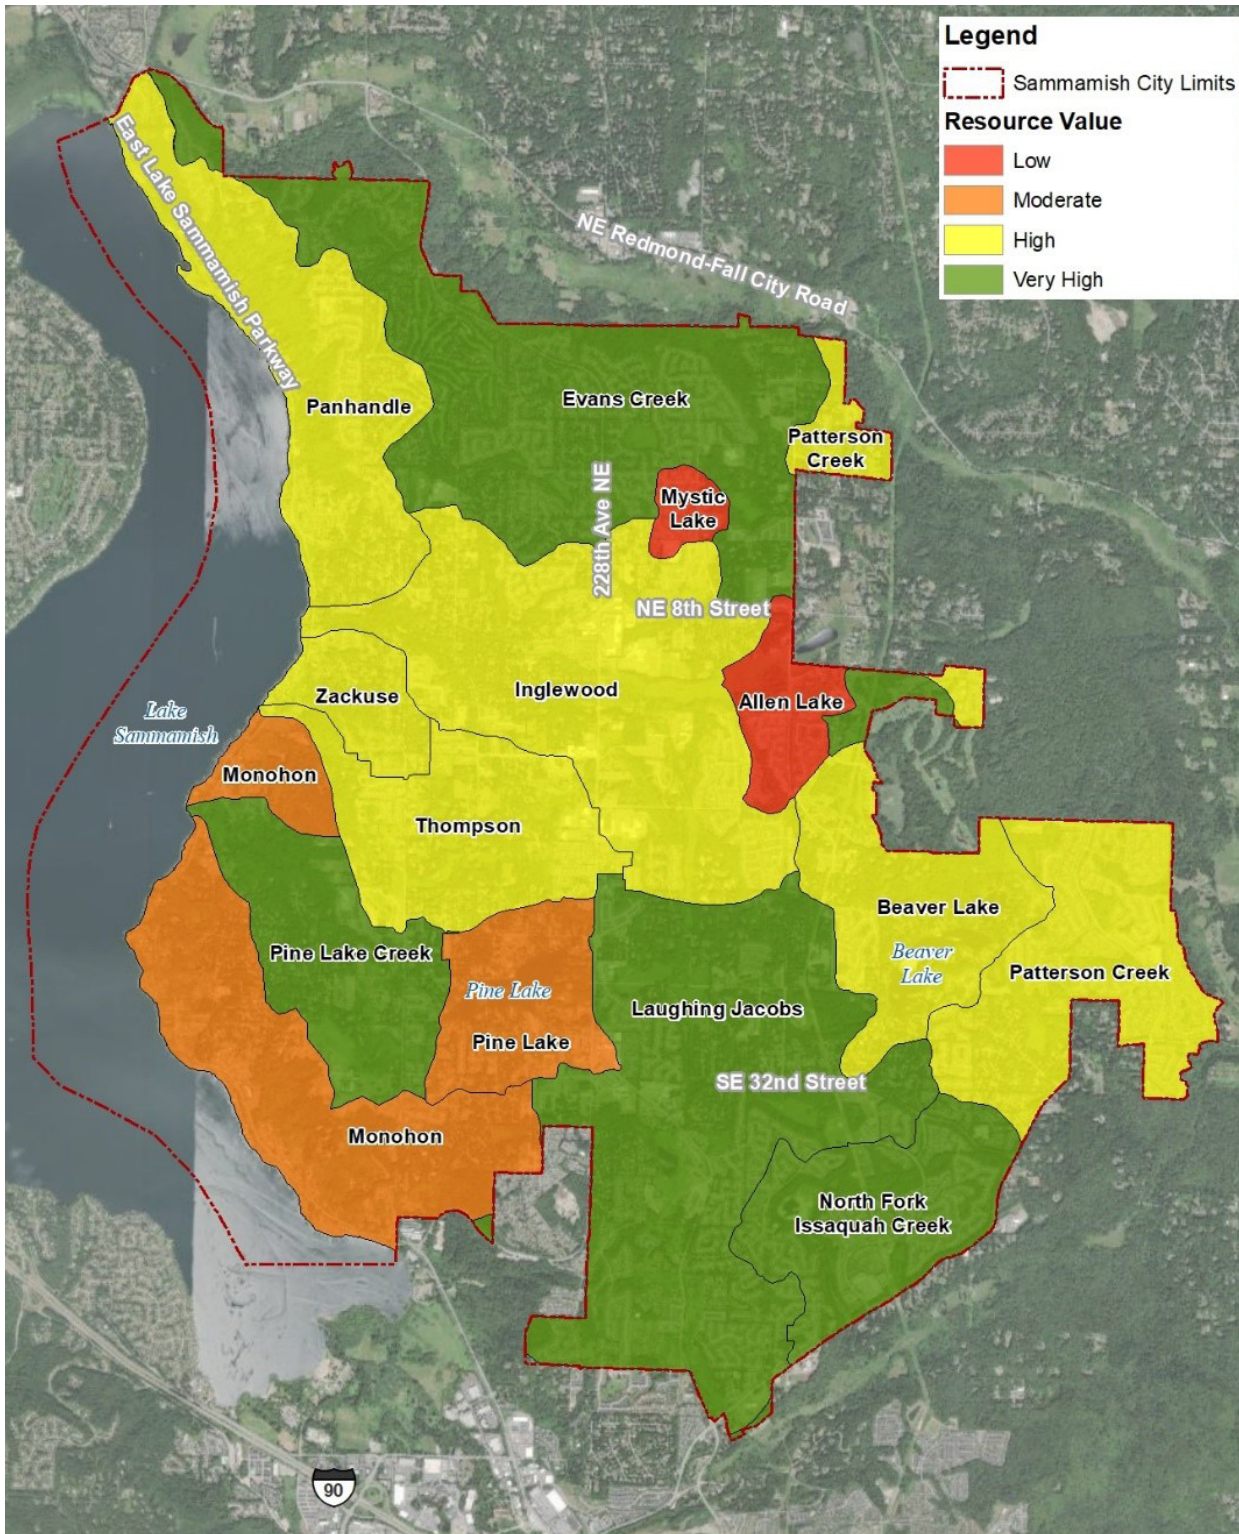 Legend
Sammamish City Limits
Resource Value
Low
Moderate
High
Very High
East Lake Sammamish Parkway
NE Redmond-Fall City Road
Panhandle
Evans Creek
Patterson
Creek
Mystic
Lake
228th Ave NE
NE 8th Street
Zackuse
Inglewood
Allen Lake
Lake
Sammamish
Monohon
Thompson
Beaver Lake
Pine Lake Creek
Beaver
Lake
Patterson Creek
Pine Lake
Laughing Jacobs
Pine Lake
SE 32nd Street
Monohon
North Fork
Issaquah Creek
90